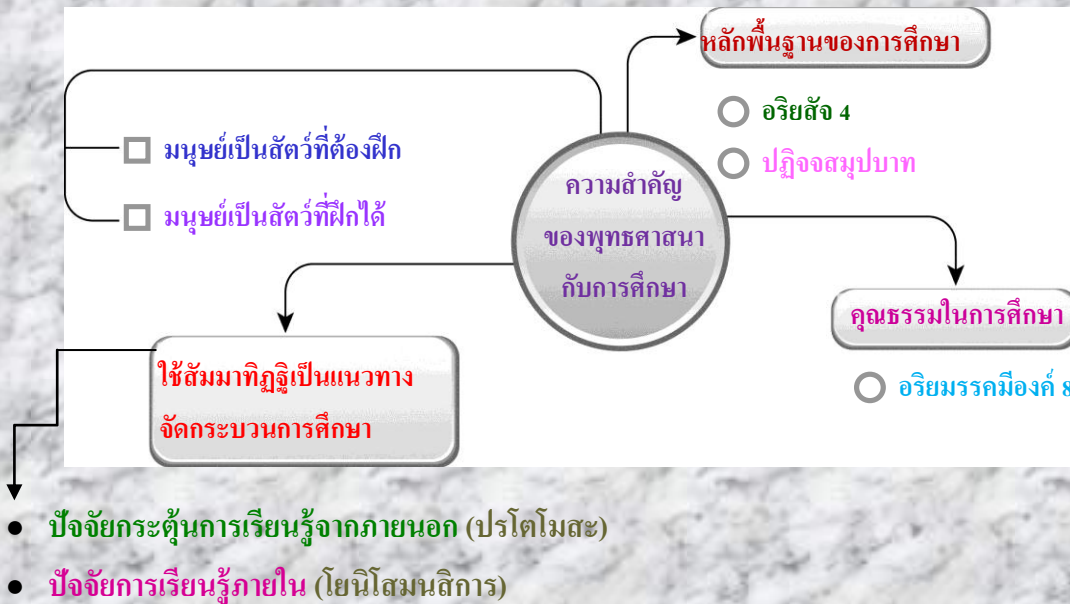 หลักพื้นฐานของการศึกษา
อริยสัจ 4
ปฏิจจสมุปบาท
มนุษย์เป็นสัตว์ที่ต้องฝึก
มนุษย์เป็นสัตว์ที่ฝึกได้
ความสำคัญ
ของพุทธศาสนา
กับการศึกษา
คุณธรรมในการศึกษา
อริยมรรคมีองค์ 8
ใช้สัมมาทิฏฐิเป็นแนวทาง
จัดกระบวนการศึกษา
ปัจจัยกระตุ้นการเรียนรู้จากภายนอก (ปรโตโมสะ)
ปัจจัยการเรียนรู้ภายใน (โยนิโสมนสิการ)